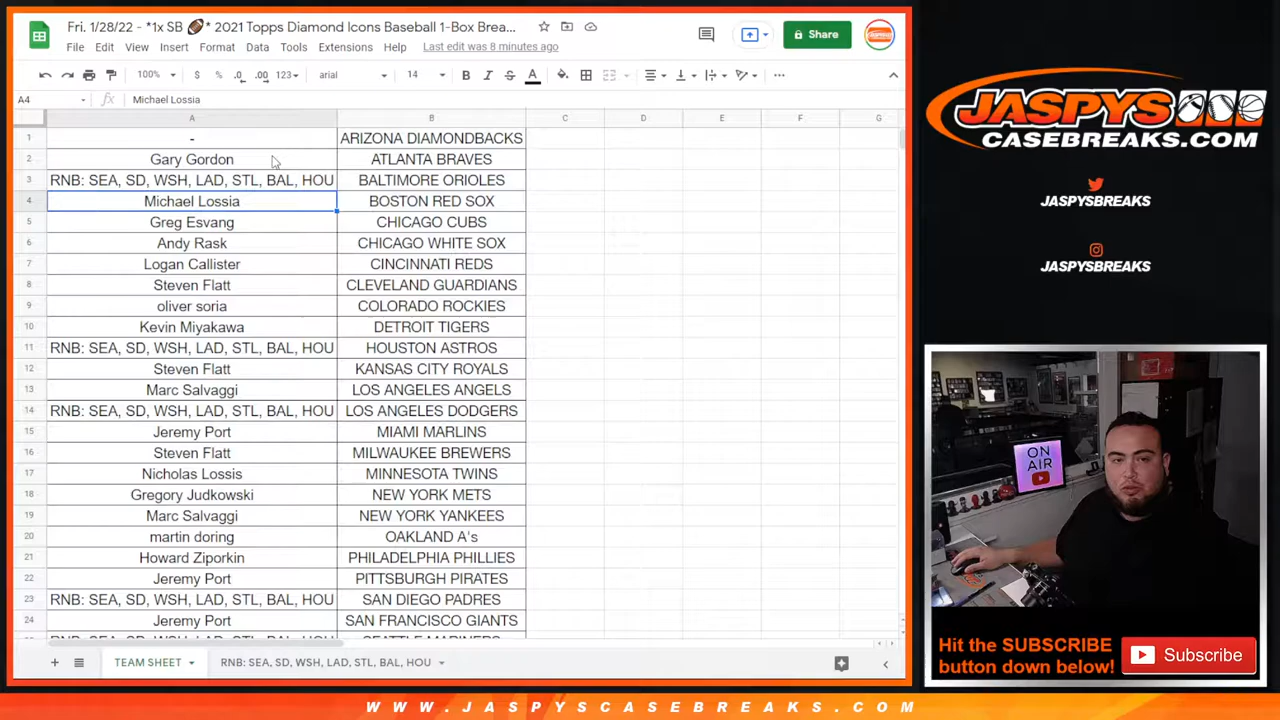 Fri. 1/28/22 - *1x SB 🏈* 2021 Topps Diamond Icons Baseball 1-Box Brea...
File Edit View Insert Format Data Tools Extensions Help Last edit was 8 minutes ago
Share
100% $ % .0 .00 123 arial 14 B I S A
A4 fx Michael Lossia
A B C D E F G
1 - ARIZONA DIAMONDBACKS
2 Gary Gordon ATLANTA BRAVES
3 RNB: SEA, SD, WSH, LAD, STL, BAL, HOU BALTIMORE ORIOLES
4 Michael Lossia BOSTON RED SOX
5 Greg Esvang CHICAGO CUBS
6 Andy Rask CHICAGO WHITE SOX
7 Logan Callister CINCINNATI REDS
8 Steven Flatt CLEVELAND GUARDIANS
9 oliver soria COLORADO ROCKIES
10 Kevin Miyakawa DETROIT TIGERS
11 RNB: SEA, SD, WSH, LAD, STL, BAL, HOU HOUSTON ASTROS
12 Steven Flatt KANSAS CITY ROYALS
13 Marc Salvaggi LOS ANGELES ANGELS
14 RNB: SEA, SD, WSH, LAD, STL, BAL, HOU LOS ANGELES DODGERS
15 Jeremy Port MIAMI MARLINS
16 Steven Flatt MILWAUKEE BREWERS
17 Nicholas Lossis MINNESOTA TWINS
18 Gregory Judkowski NEW YORK METS
19 Marc Salvaggi NEW YORK YANKEES
20 martin doring OAKLAND A's
21 Howard Ziporkin PHILADELPHIA PHILLIES
22 Jeremy Port PITTSBURGH PIRATES
23 RNB: SEA, SD, WSH, LAD, STL, BAL, HOU SAN DIEGO PADRES
24 Jeremy Port SAN FRANCISCO GIANTS
RNB: SEA, SD, WSH, LAD, STL, BAL, HOU SEATTLE MARINERS
TEAM SHEET RNB: SEA, SD, WSH, LAD, STL, BAL, HOU
JASPYS
CASEBREAKS.COM
JASPYSBREAKS
JASPYSBREAKS
ON
AIR
Hit the SUBSCRIBE
button down below!
Subscribe
WWW.JASPYSCASEBREAKS.COM